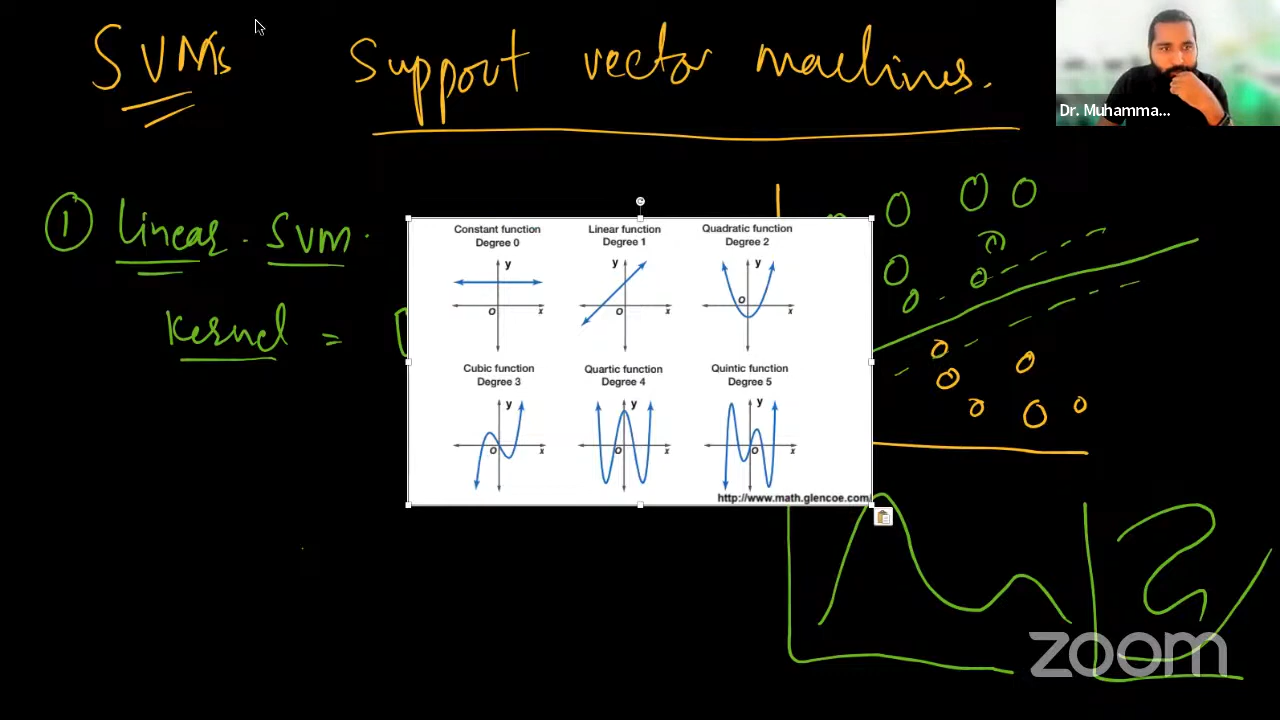 SVMs Support vector machines.
Dr. Muhamma...
① Linear. SVM.
Kernel =
Constant function Linear function Quadratic function
Degree 0 Degree 1 Degree 2
y y y
O x O x O x
Cubic function Quartic function Quintic function
Degree 3 Degree 4 Degree 5
y y y
O x O x O x
http://www.math.glencoe.com/
zoom